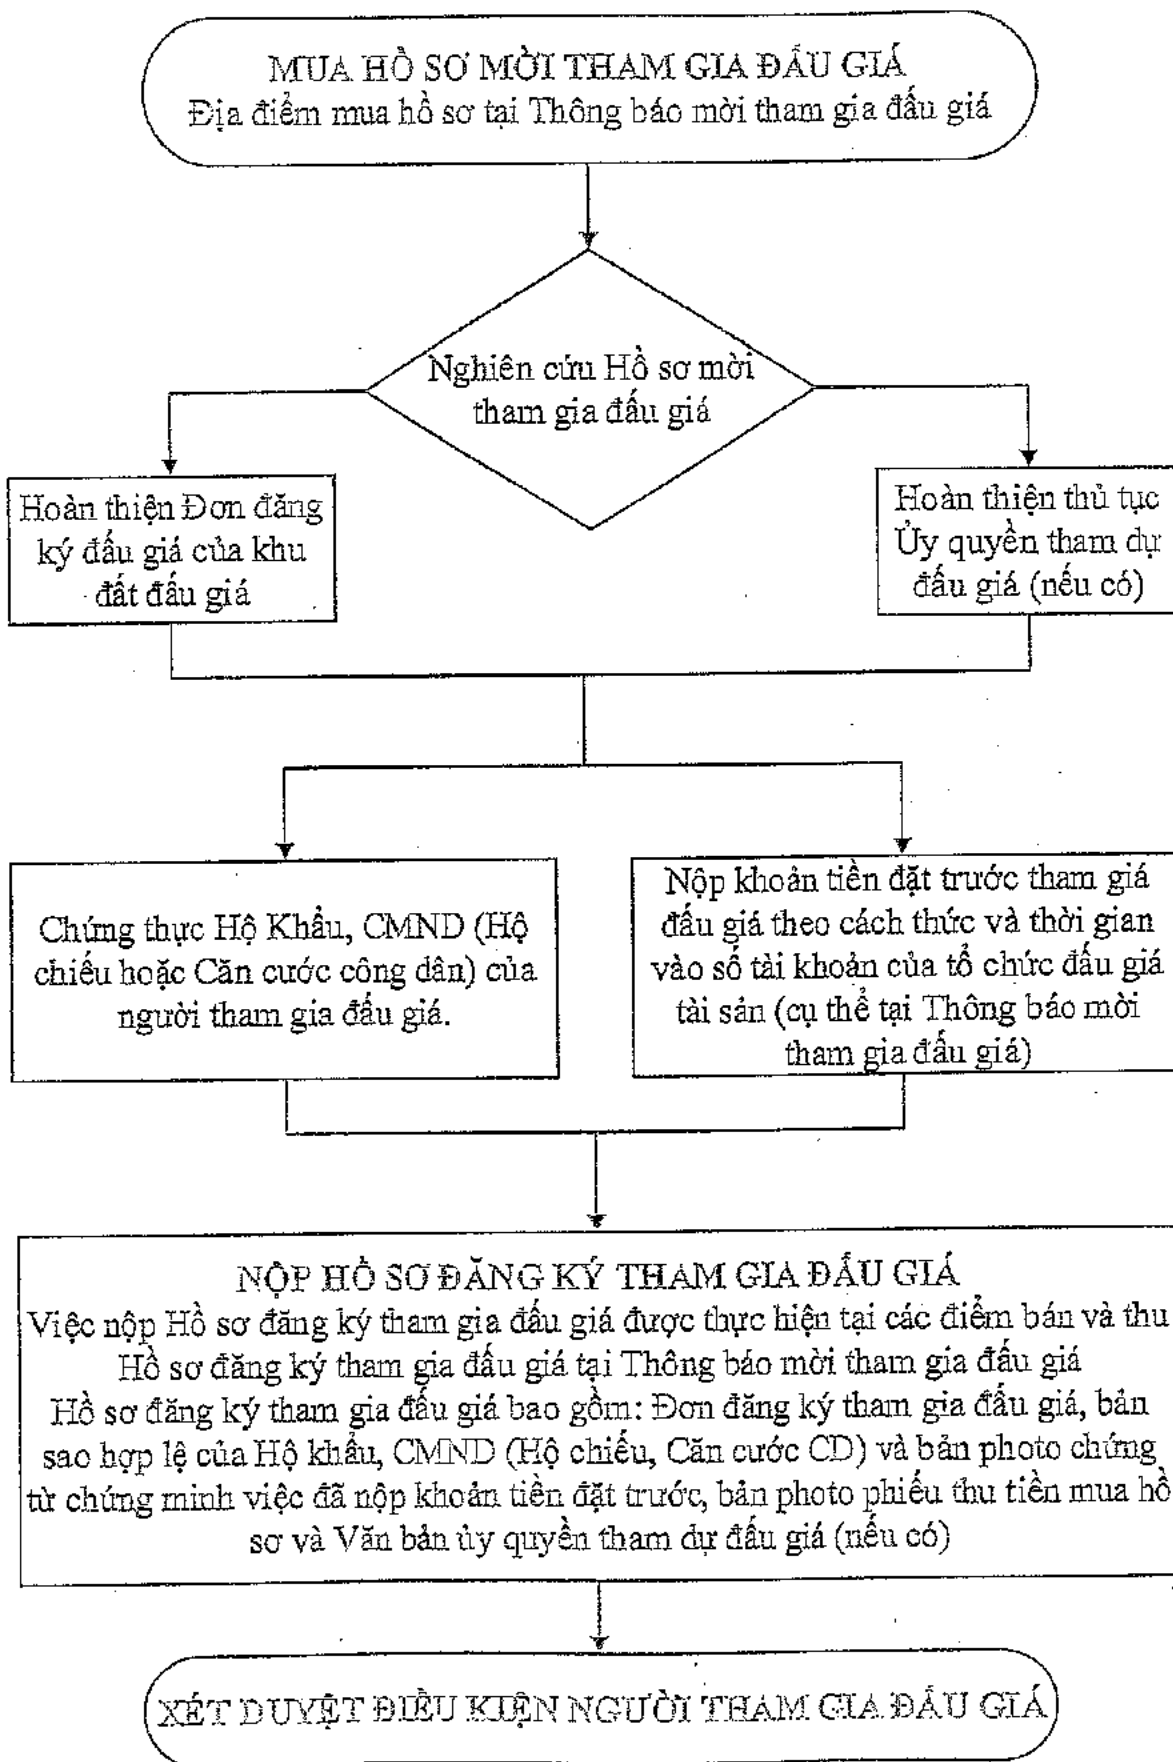 MUA HỒ SƠ MỜI THAM GIA ĐẤU GIÁ
Địa điểm mua hồ sơ tại Thông báo mời tham gia đấu giá
Nghiên cứu Hồ sơ mời
tham gia đấu giá
Hoàn thiện Đơn đăng
ký đấu giá của khu
đất đấu giá
Hoàn thiện thủ tục
Ủy quyền tham dự
đấu giá (nếu có)
Chứng thực Hộ Khẩu, CMND (Hộ
chiếu hoặc Căn cước công dân) của
người tham gia đấu giá.
Nộp khoản tiền đặt trước tham giá
đấu giá theo cách thức và thời gian
vào số tài khoản của tổ chức đấu giá
tài sản (cụ thể tại Thông báo mời
tham gia đấu giá)
NỘP HỒ SƠ ĐĂNG KÝ THAM GIA ĐẤU GIÁ
Việc nộp Hồ sơ đăng ký tham gia đấu giá được thực hiện tại các điểm bán và thu
Hồ sơ đăng ký tham gia đấu giá tại Thông báo mời tham gia đấu giá
Hồ sơ đăng ký tham gia đấu giá bao gồm: Đơn đăng ký tham gia đấu giá, bản
sao hợp lệ của Hộ khẩu, CMND (Hộ chiếu, Căn cước CD) và bản photo chứng
từ chứng minh việc đã nộp khoản tiền đặt trước, bản photo phiếu thu tiền mua hồ
sơ và Văn bản ủy quyền tham dự đấu giá (nếu có)
XÉT DUYỆT ĐIỀU KIỆN NGƯỜI THAM GIA ĐẤU GIÁ